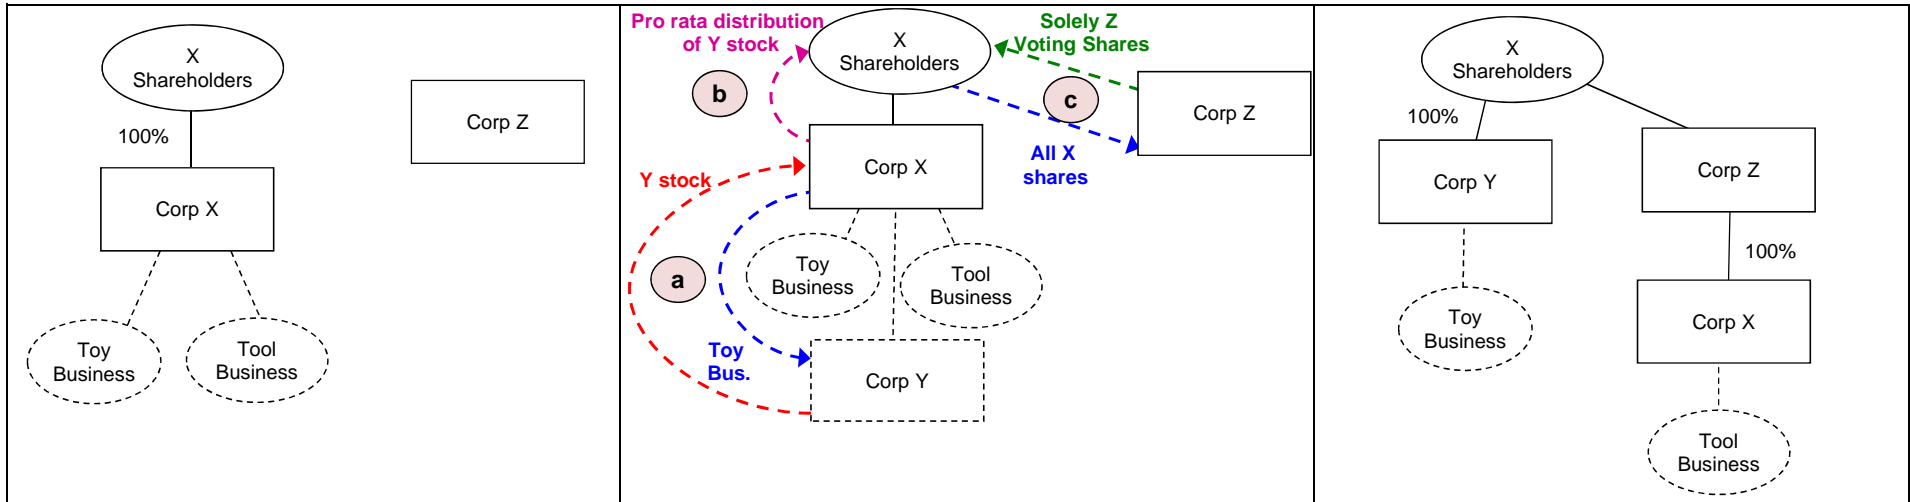 X
Shareholders
100%
Corp X
Toy
Business
Tool
Business
Corp Z
Pro rata distribution
of Y stock
b
X
Shareholders
Solely Z
Voting Shares
c
Corp Z
All X
shares
Corp X
Y stock
a
Toy
Business
Tool
Business
Toy
Bus.
Corp Y
X
Shareholders
100%
Corp Y
Toy
Business
Corp Z
100%
Corp X
Tool
Business